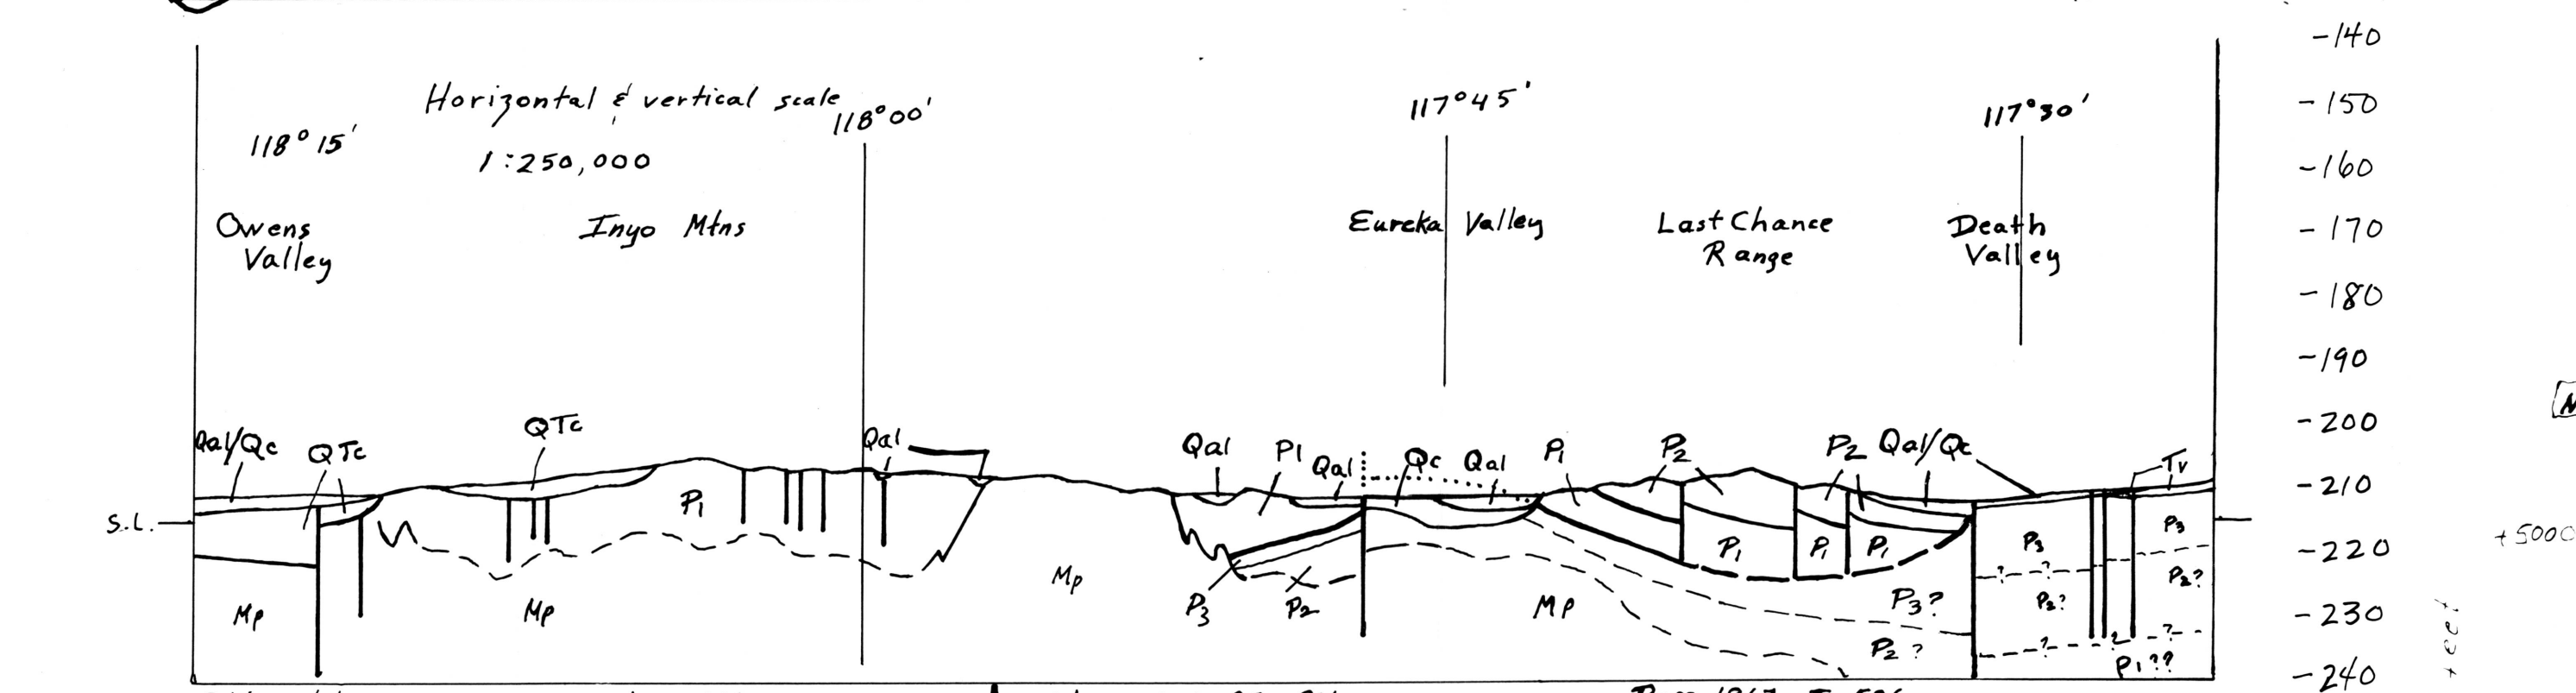 -140
Horizontal & vertical scale
1:250,000
118° 15'
118° 00'
117° 45'
117° 30'
-150
-160
Owens
Valley
Inyo Mtns
Eureka Valley
Last Chance
Range
Death
Valley
-170
-180
-190
-200
Qal/Qc
QTc
QTc
Qal
Qal
P1
Qal
Qc
Qal
P1
P2
P2
Qal/Qc
Tv
-210
S.L.
P1
P1
P1
P1
P3
P3
-220
+5000
Mp
Mp
Mp
P3
P2
Mp
P3?
P2?
P2?
P2?
-230
feet
P1??
-240